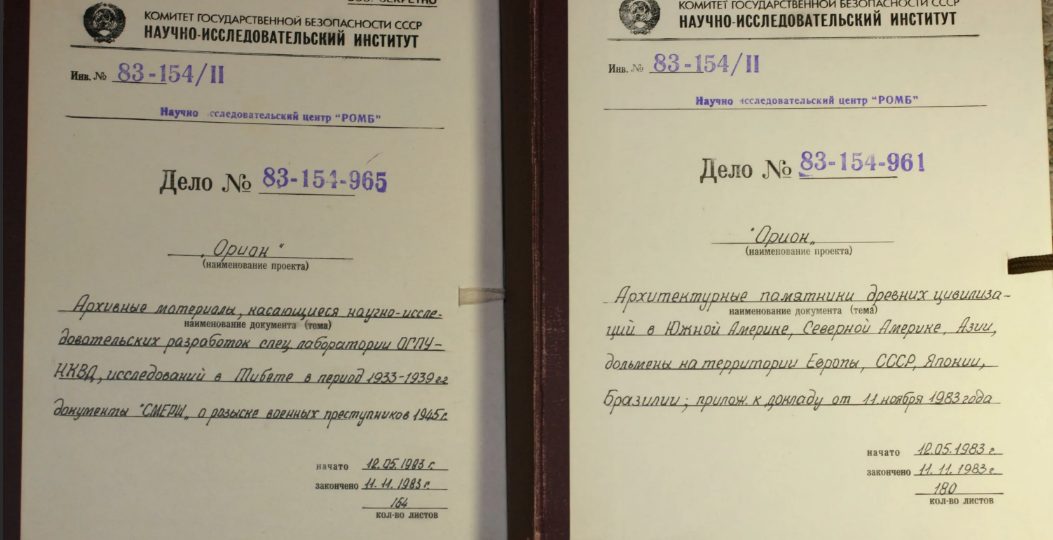 СОВ. СЕКРЕТНО
КОМИТЕТ ГОСУДАРСТВЕННОЙ БЕЗОПАСНОСТИ СССР
НАУЧНО-ИССЛЕДОВАТЕЛЬСКИЙ ИНСТИТУТ
Инв. № 83-154/II
Научно сследовательский центр "РОМБ"
Дело № 83-154-965
„Орион"
(наименование проекта)
Архивные материалы, касающиеся научно-иссле-
наименование документа (тема)
довательских разработок спец. лаборатории ОГПУ-
НКВД, исследований в Тибете в период 1933-1939 гг
документы "СМЕРШ", о розыске военных преступников 1945г.
начато 12.05.1983 г.
закончено 11.11.1983 г.
164
кол-во листов
КОМИТЕТ ГОСУДАРСТВЕННОЙ БЕЗОПАСНОСТИ СССР
НАУЧНО-ИССЛЕДОВАТЕЛЬСКИЙ ИНСТИТУТ
Инв. № 83-154/II
Научно исследовательский центр "РОМБ"
Дело № 83-154-961
"Орион„
(наименование проекта)
Архитектурные памятники древних цивилиза-
наименование документа (тема)
ций в Южной Америке, Северной Америке, Азии,
дольмены на территории Европы, СССР, Японии,
Бразилии; прилож. к докладу от 11 ноября 1983 года
начато 12.05.1983 г.
закончено 11.11.1983 г.
180
кол-во листов